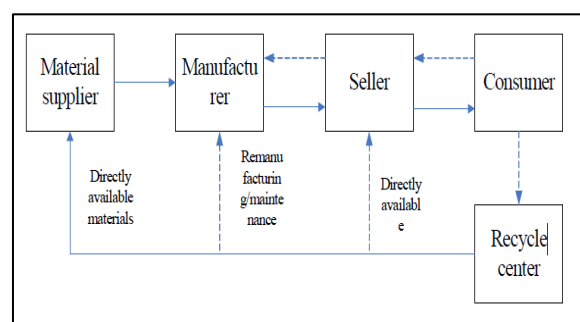 Material
supplier
Manufactu
rer
Seller
Consumer
Directly
available
materials
Remanu
facturin
g/mainte
nance
Directly
availabl
e
Recycle
center